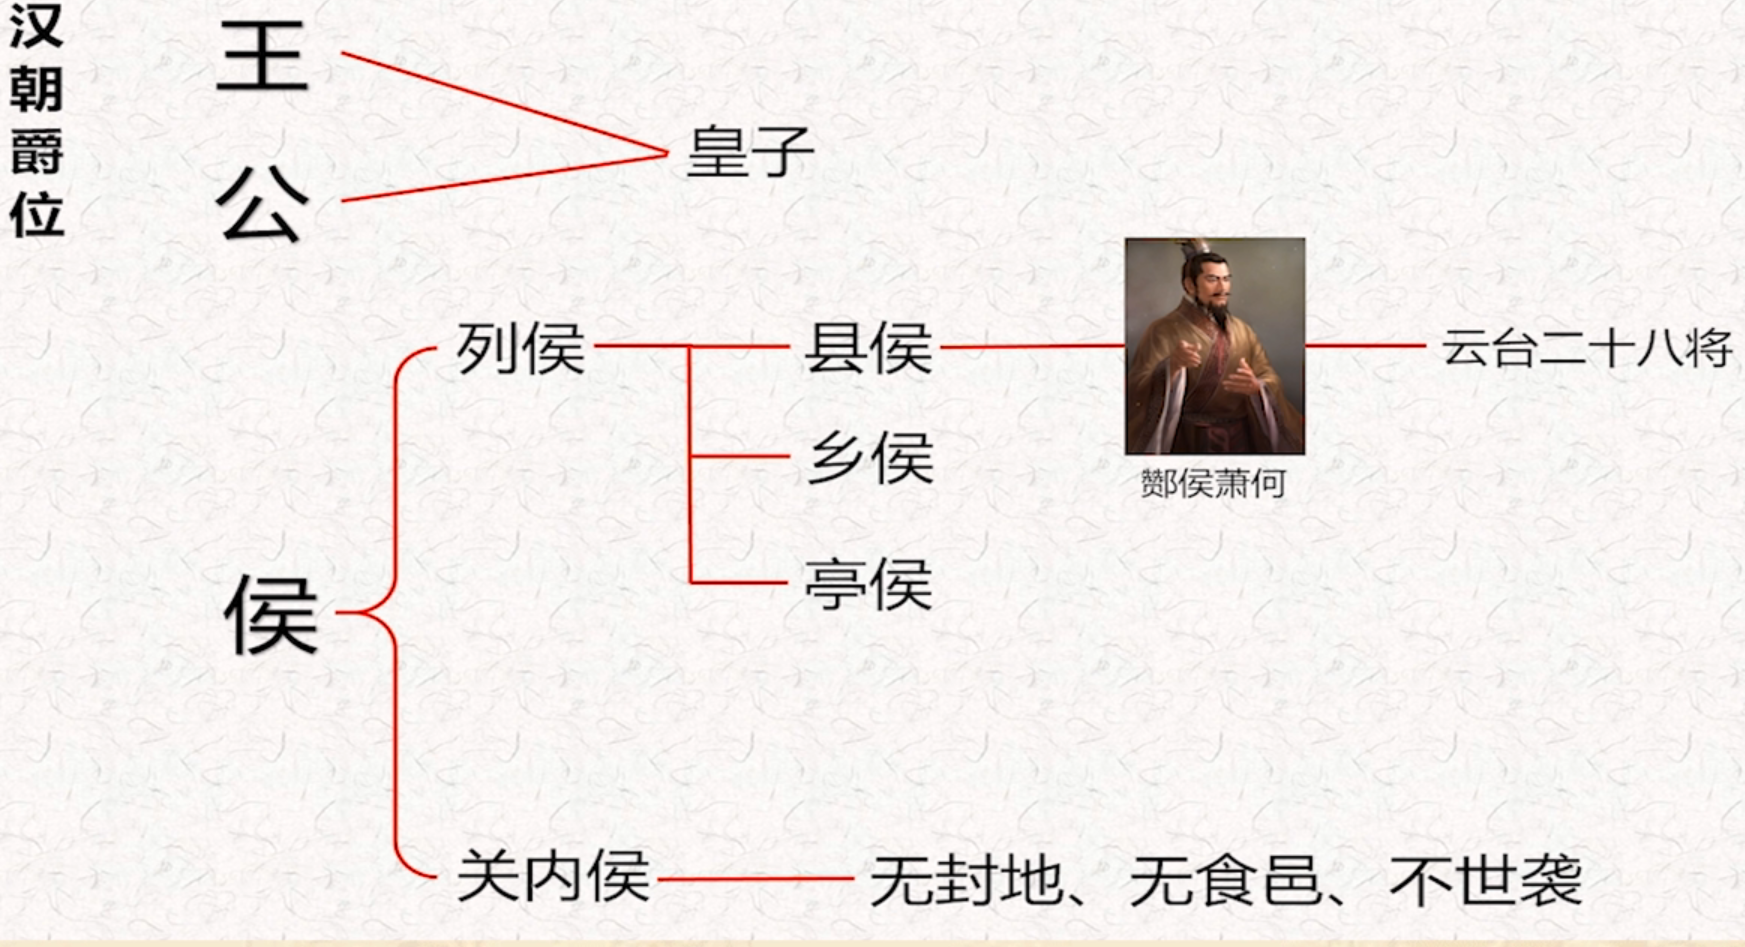 汉朝爵位
王
公
皇子
侯
列侯
县侯
酇侯萧何
云台二十八将
乡侯
亭侯
关内侯
无封地、无食邑、不世袭